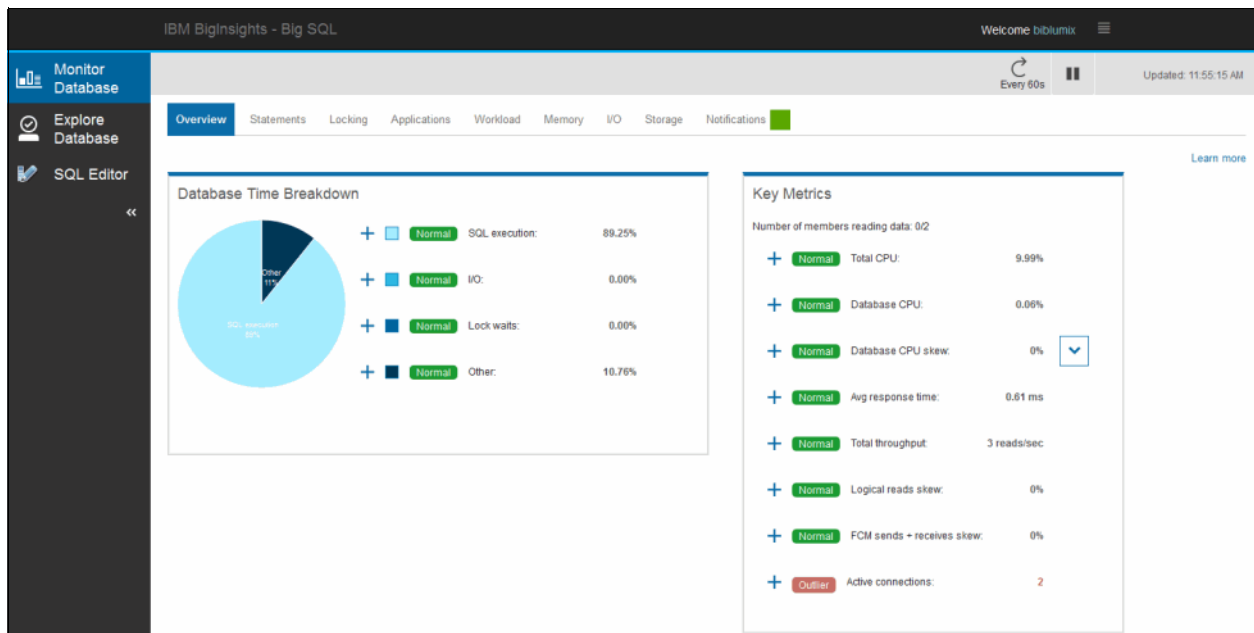 IBM BigInsights - Big SQL
Welcome biblumix
Monitor
Database
Explore
Database
SQL Editor
«
Every 60s
Updated: 11:55:15 AM
Overview Statements Locking Applications Workload Memory I/O Storage Notifications
Learn more
Database Time Breakdown
Other
11%
SQL execution
89%
Normal SQL execution: 89.25%
Normal I/O: 0.00%
Normal Lock waits: 0.00%
Normal Other: 10.76%
Key Metrics
Number of members reading data: 0/2
Normal Total CPU: 9.99%
Normal Database CPU: 0.06%
Normal Database CPU skew: 0%
Normal Avg response time: 0.61 ms
Normal Total throughput: 3 reads/sec
Normal Logical reads skew: 0%
Normal FCM sends + receives skew: 0%
Outlier Active connections: 2